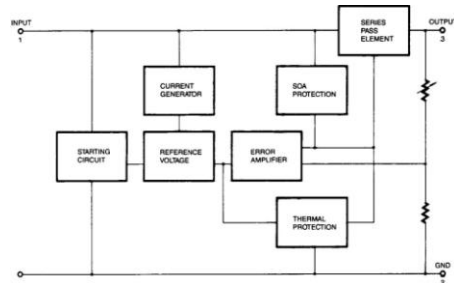 SERIES
PASS
ELEMENT
INPUT
1
OUTPUT
3
CURRENT
GENERATOR
SOA
PROTECTION
STARTING
CIRCUIT
REFERENCE
VOLTAGE
ERROR
AMPLIFIER
THERMAL
PROTECTION
GND
2